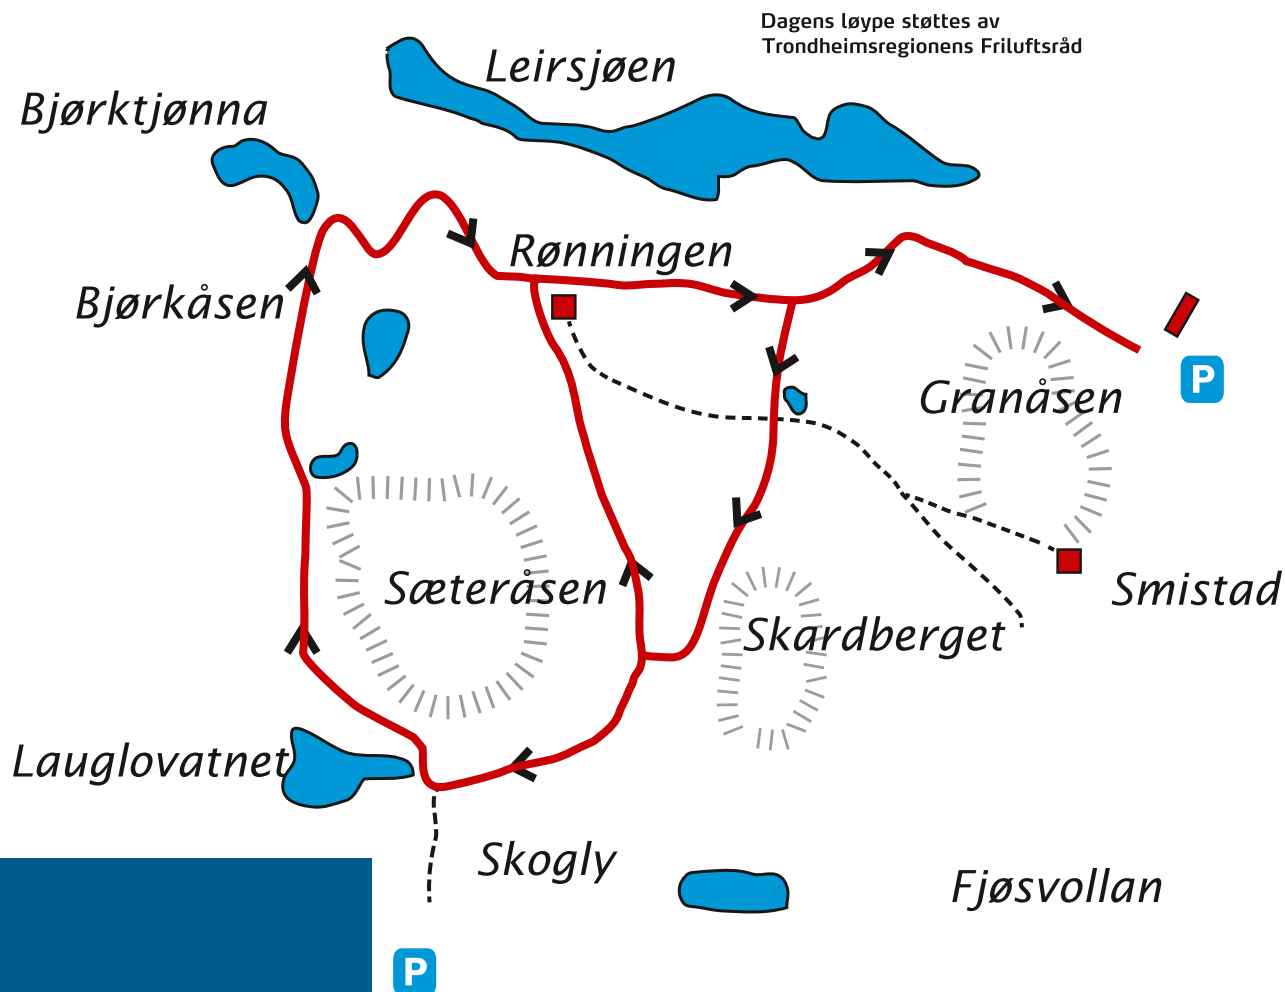 Dagens løype støttes av
Trondheimsregionens Friluftsråd
Leirsjøen
Bjørktjønna
Rønningen
Bjørkåsen
P
Granåsen
Sæteråsen
Smistad
Skardberget
Lauglovatnet
Skogly
Fjøsvollan
P